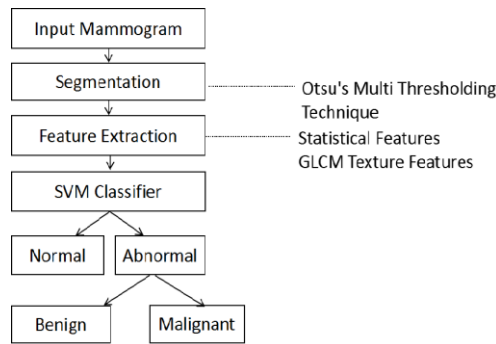 Input Mammogram
Segmentation
Otsu's Multi Thresholding
Technique
Feature Extraction
Statistical Features
GLCM Texture Features
SVM Classifier
Normal
Abnormal
Benign
Malignant